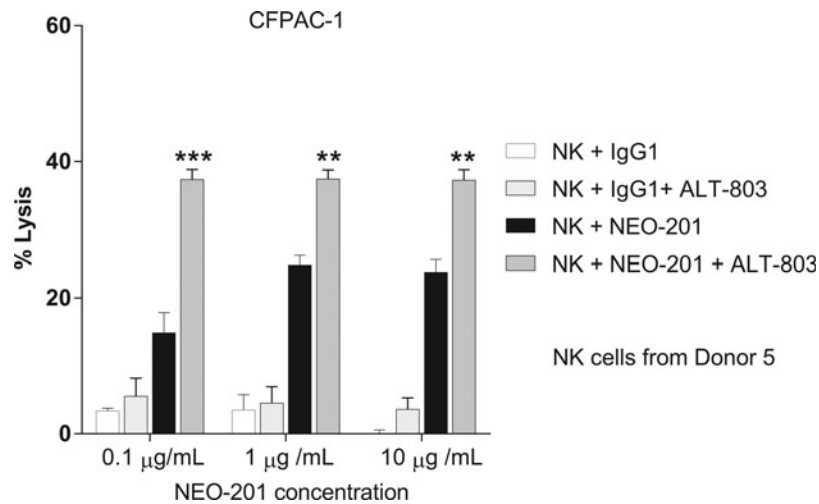 CFPAC-1
60
40
20
0
% Lysis
***
**
**
0.1 µg/mL
1 µg /mL
10 µg /mL
NEO-201 concentration
NK + IgG1
NK + IgG1+ ALT-803
NK + NEO-201
NK + NEO-201 + ALT-803
NK cells from Donor 5